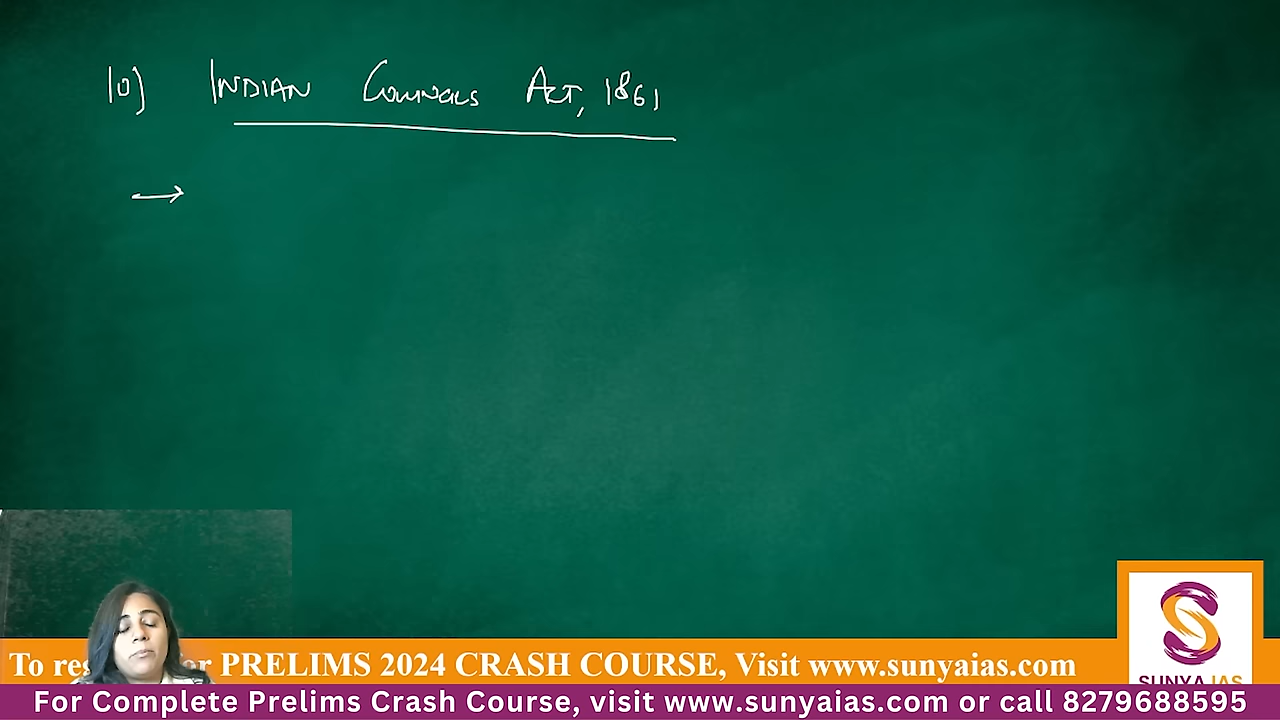 10) INDIAN COUNCILS ACT, 1861
To res r PRELIMS 2024 CRASH COURSE, Visit www.sunyaias.com
SUNYA IAS
For Complete Prelims Crash Course, visit www.sunyaias.com or call 8279688595